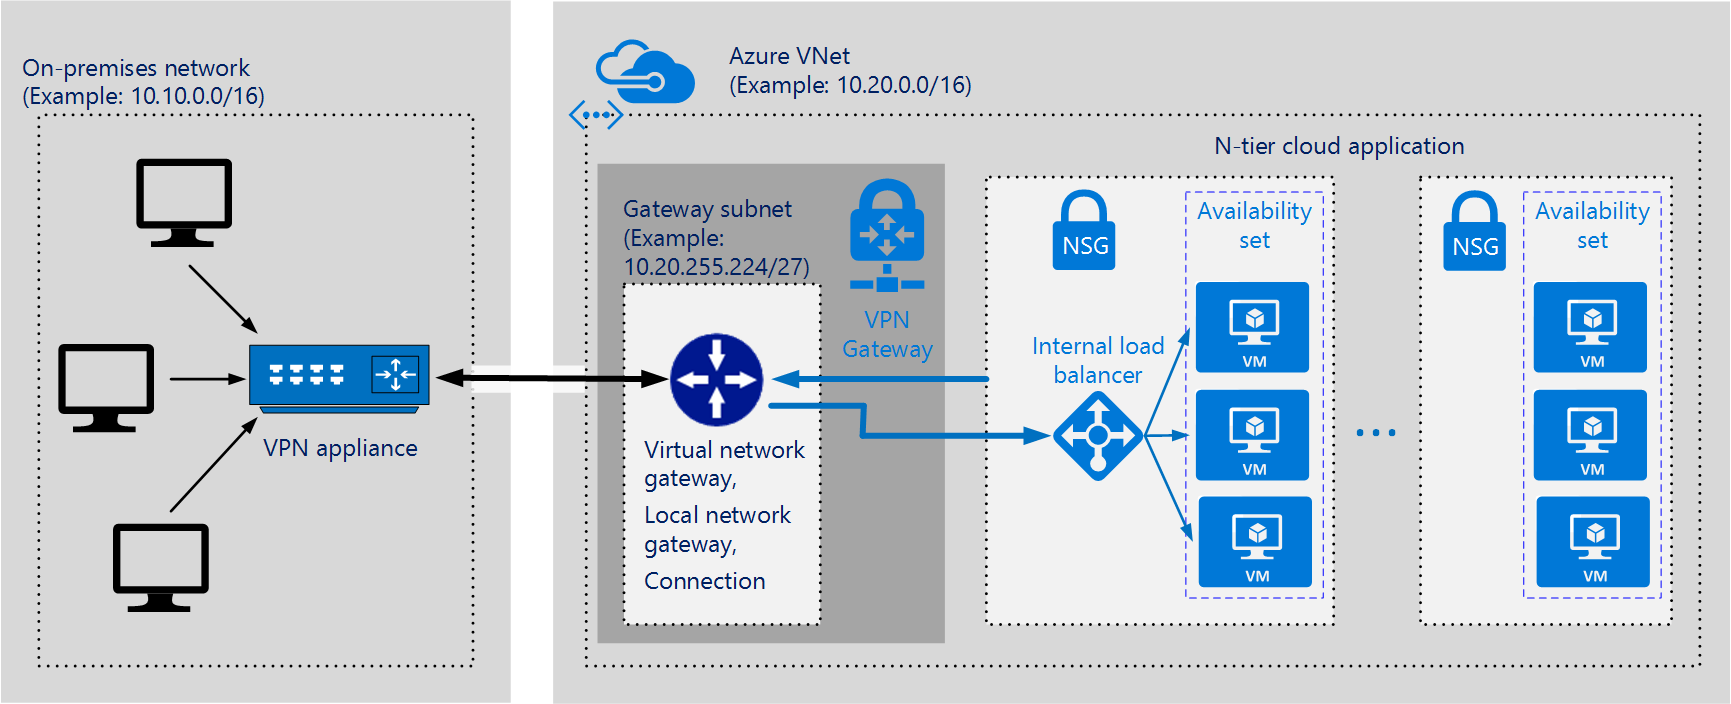 On-premises network
(Example: 10.10.0.0/16)
VPN appliance
Azure VNet
(Example: 10.20.0.0/16)
Gateway subnet
(Example:
10.20.255.224/27)
VPN
Gateway
Virtual network
gateway,
Local network
gateway,
Connection
N-tier cloud application
NSG
Internal load
balancer
Availability
set
VM
VM
VM
NSG
Availability
set
VM
VM
VM